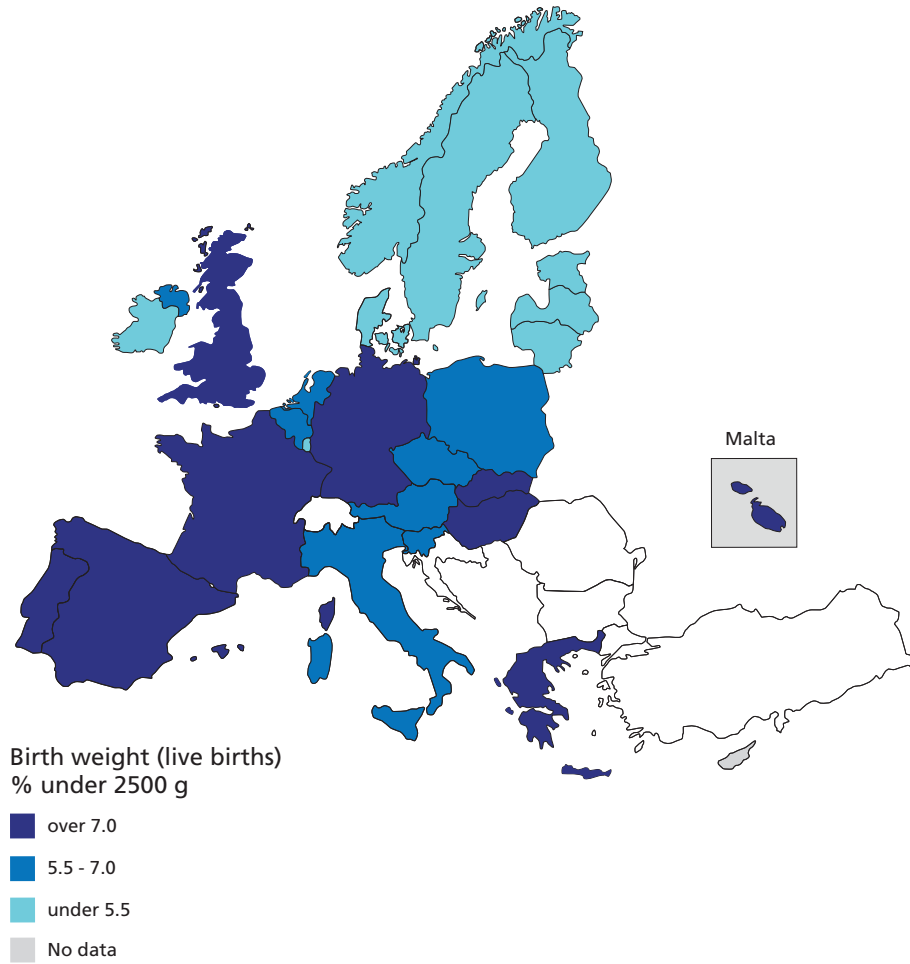 Malta
Birth weight (live births)
% under 2500 g
over 7.0
5.5 - 7.0
under 5.5
No data